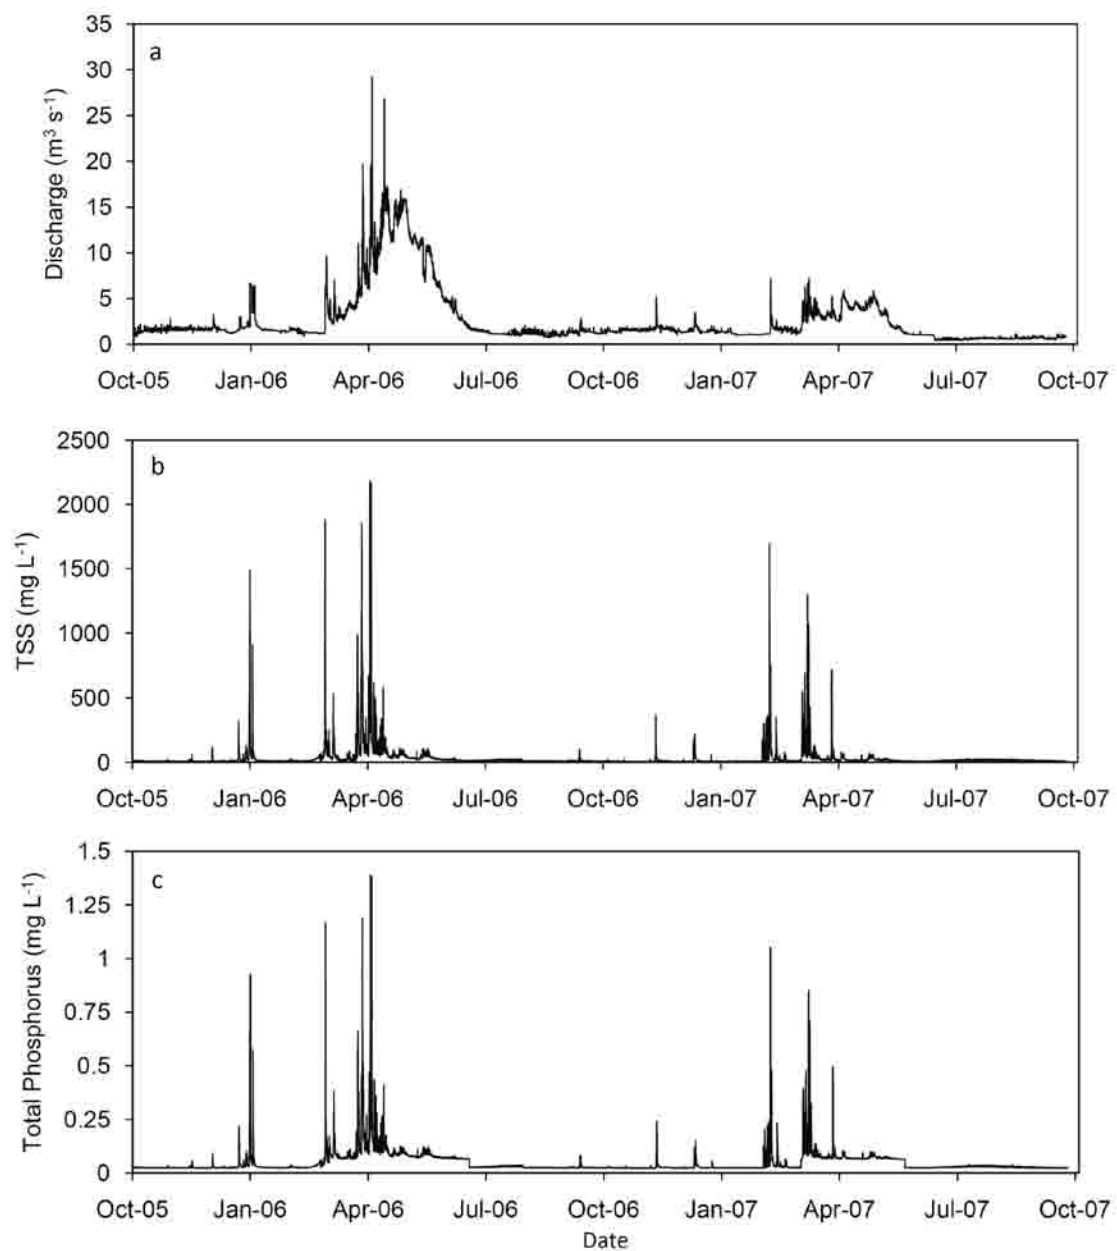 a
Discharge (m³ s⁻¹)
35
30
25
20
15
10
5
0
Oct-05 Jan-06 Apr-06 Jul-06 Oct-06 Jan-07 Apr-07 Jul-07 Oct-07
b
TSS (mg L⁻¹)
2500
2000
1500
1000
500
0
Oct-05 Jan-06 Apr-06 Jul-06 Oct-06 Jan-07 Apr-07 Jul-07 Oct-07
c
Total Phosphorus (mg L⁻¹)
1.5
1.25
1
0.75
0.5
0.25
0
Oct-05 Jan-06 Apr-06 Jul-06 Oct-06 Jan-07 Apr-07 Jul-07 Oct-07
Date